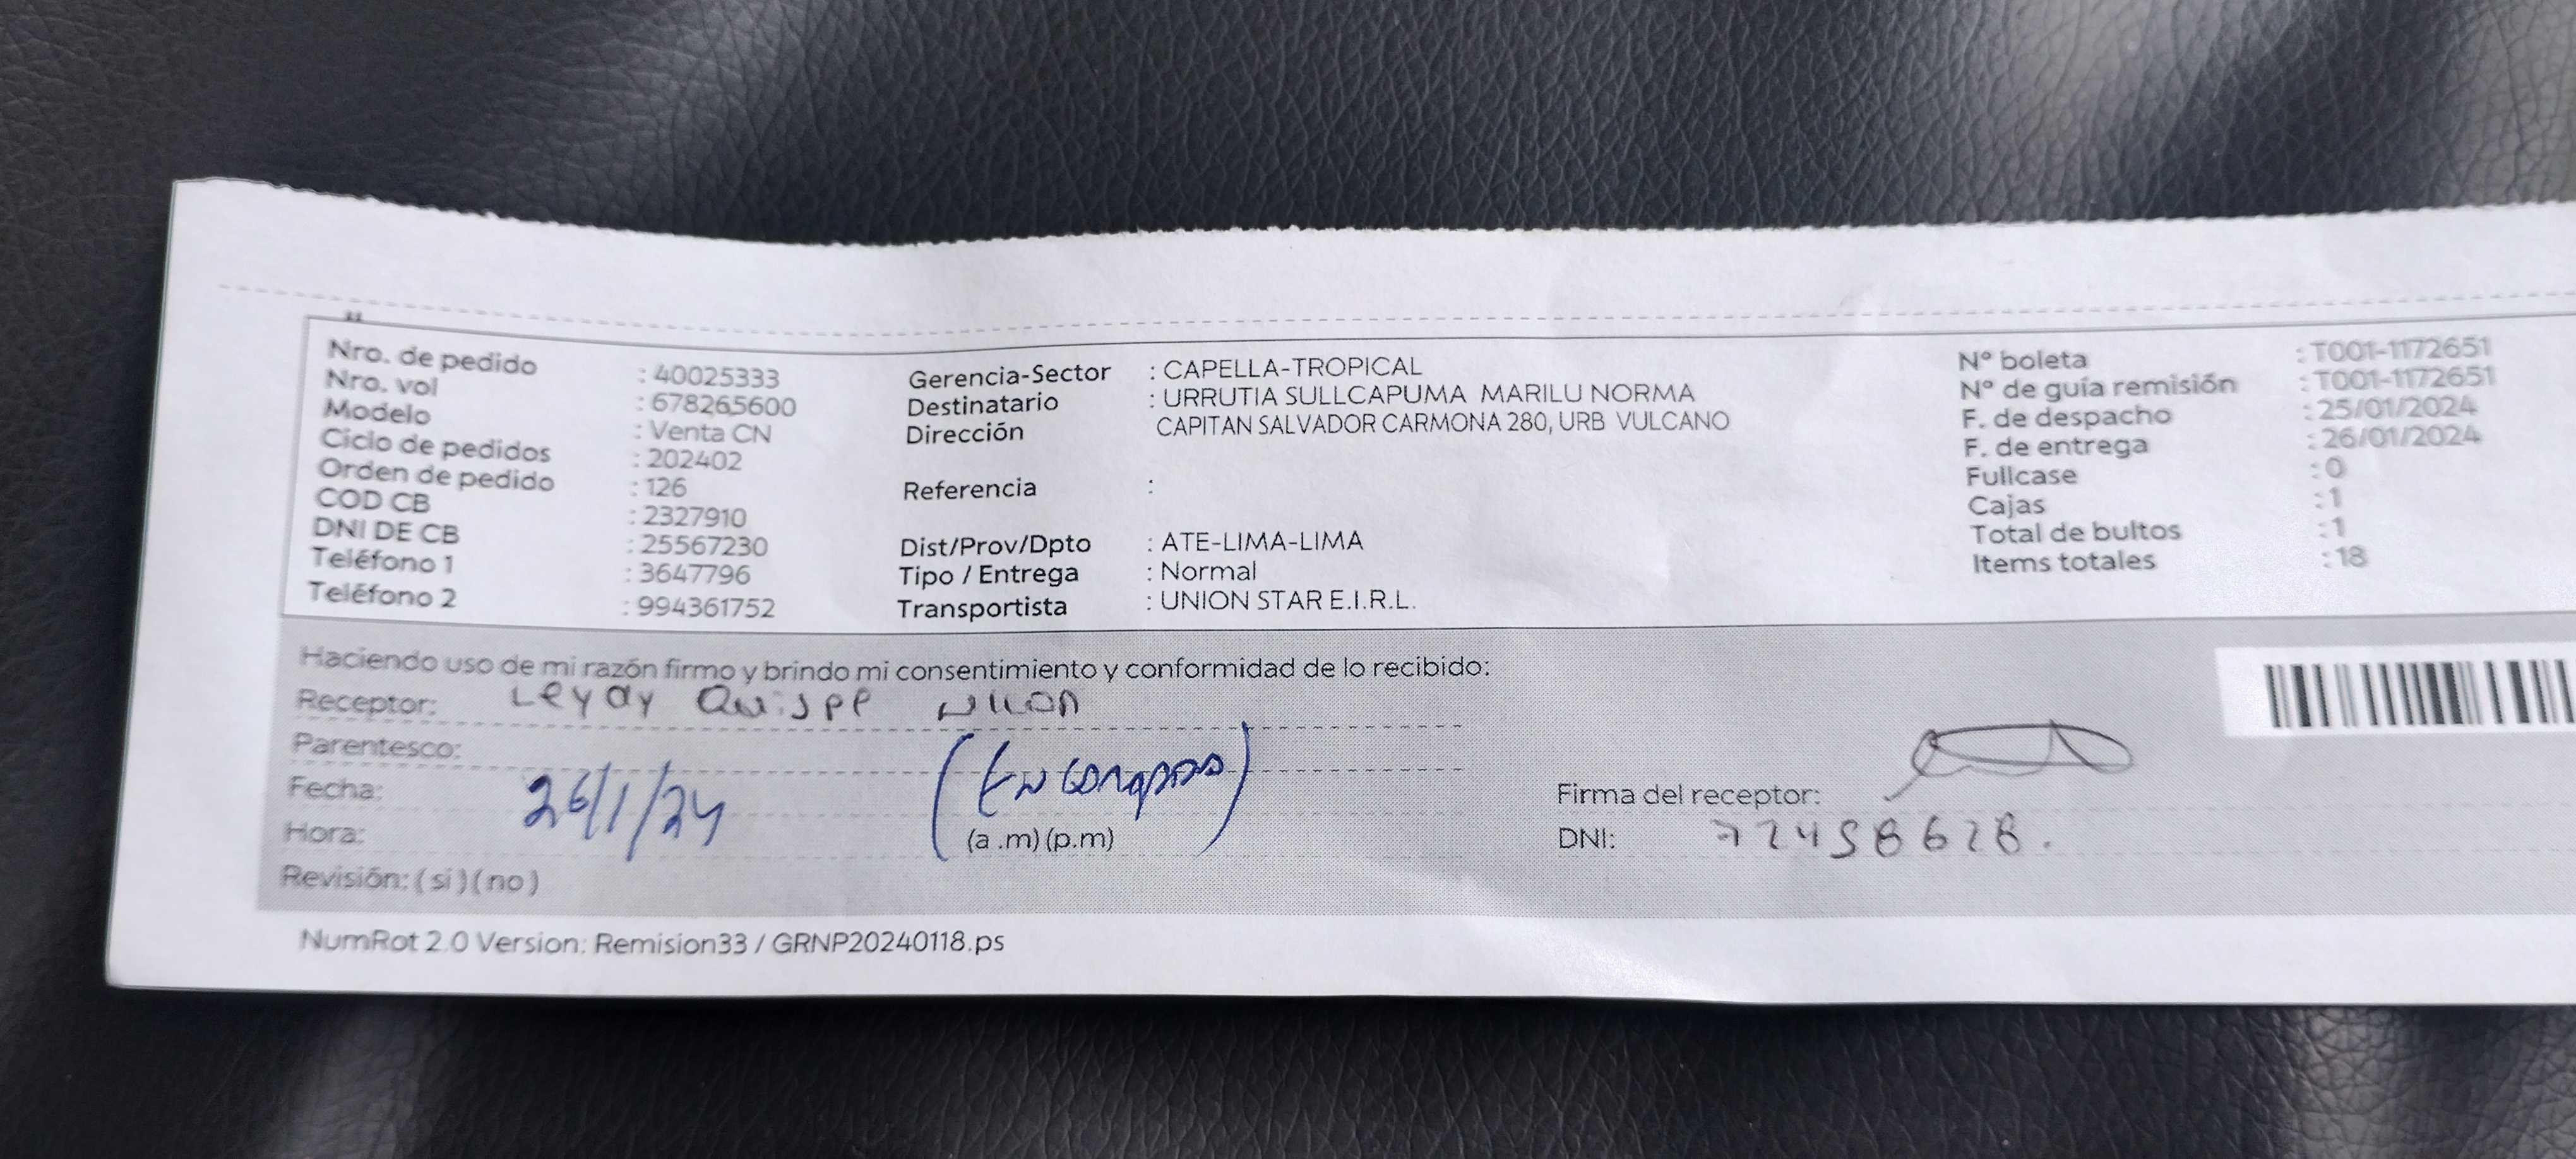 Nro. de pedido : 40025333
Nro. vol : 678265600
Modelo : Venta CN
Ciclo de pedidos : 202402
Orden de pedido : 126
COD CB : 2327910
DNI DE CB : 25567230
Teléfono 1 : 3647796
Teléfono 2 : 994361752
Gerencia-Sector : CAPELLA-TROPICAL
Destinatario : URRUTIA SULLCAPUMA MARILU NORMA
Dirección CAPITAN SALVADOR CARMONA 280, URB VULCANO
Referencia :
Dist/Prov/Dpto : ATE-LIMA-LIMA
Tipo / Entrega : Normal
Transportista : UNION STAR E.I.R.L.
N° boleta : T001-1172651
N° de guía remisión : T001-1172651
F. de despacho : 25/01/2024
F. de entrega : 26/01/2024
Fullcase : 0
Cajas : 1
Total de bultos : 1
Items totales : 18
Haciendo uso de mi razón firmo y brindo mi consentimiento y conformidad de lo recibido:
Receptor: Leydy Quispe
Parentesco:
Fecha: 26/1/24
Hora: (a .m) (p.m)
Revisión: ( si ) ( no )
Firma del receptor:
DNI: 72458628.
NumRot 2.0 Version: Remision33 / GRNP20240118.ps